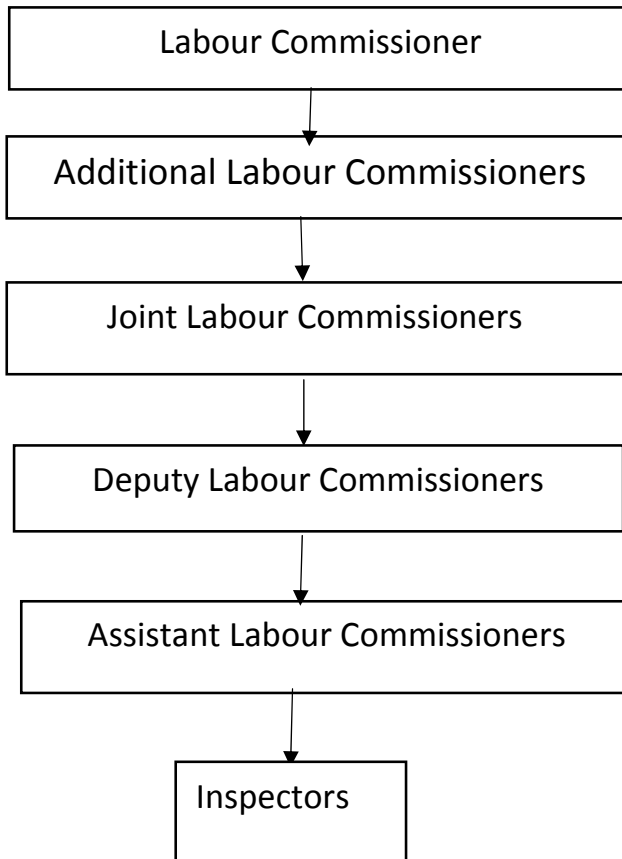 Labour Commissioner
Additional Labour Commissioners
Joint Labour Commissioners
Deputy Labour Commissioners
Assistant Labour Commissioners
Inspectors